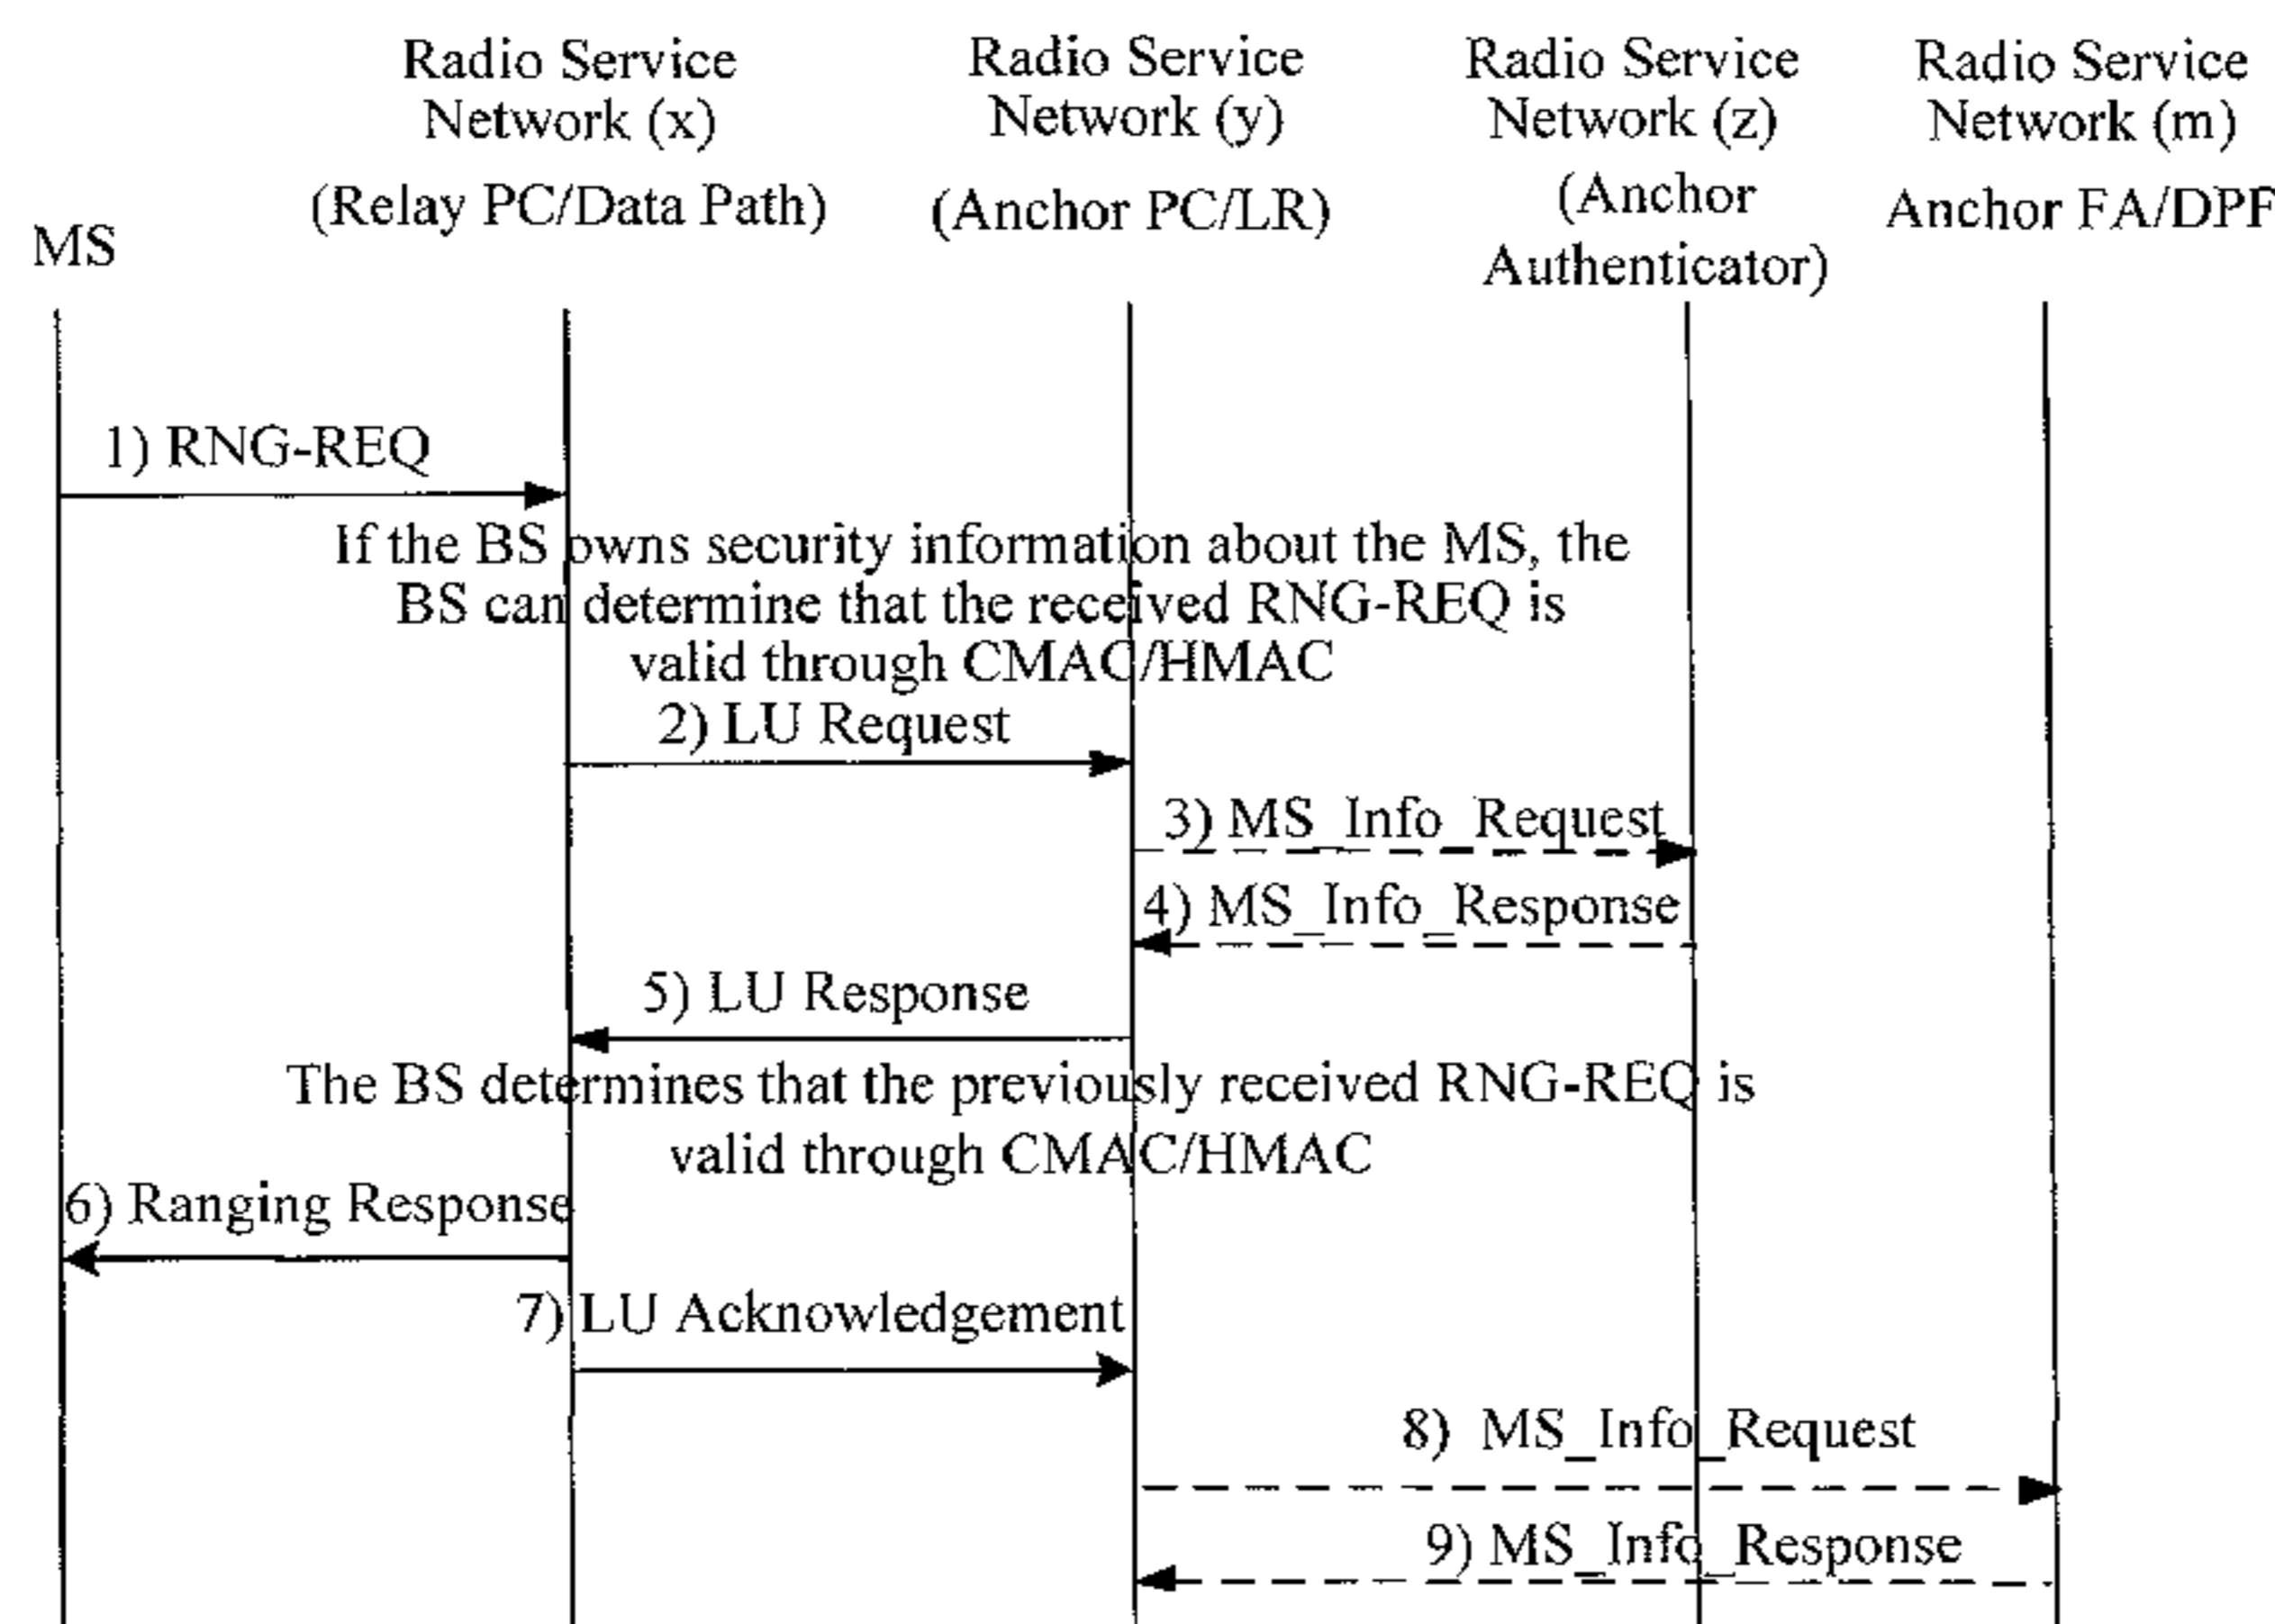 Radio Service
Network (x)
(Relay PC/Data Path)
Radio Service
Network (y)
(Anchor PC/LR)
Radio Service
Network (z)
(Anchor
Authenticator)
Radio Service
Network (m)
Anchor FA/DPF
MS
1) RNG-REQ
If the BS owns security information about the MS, the
BS can determine that the received RNG-REQ is
valid through CMAC/HMAC
2) LU Request
3) MS_Info_Request
4) MS_Info_Response
5) LU Response
The BS determines that the previously received RNG-REQ is
valid through CMAC/HMAC
6) Ranging Response
7) LU Acknowledgement
8) MS_Info_Request
9) MS_Info_Response